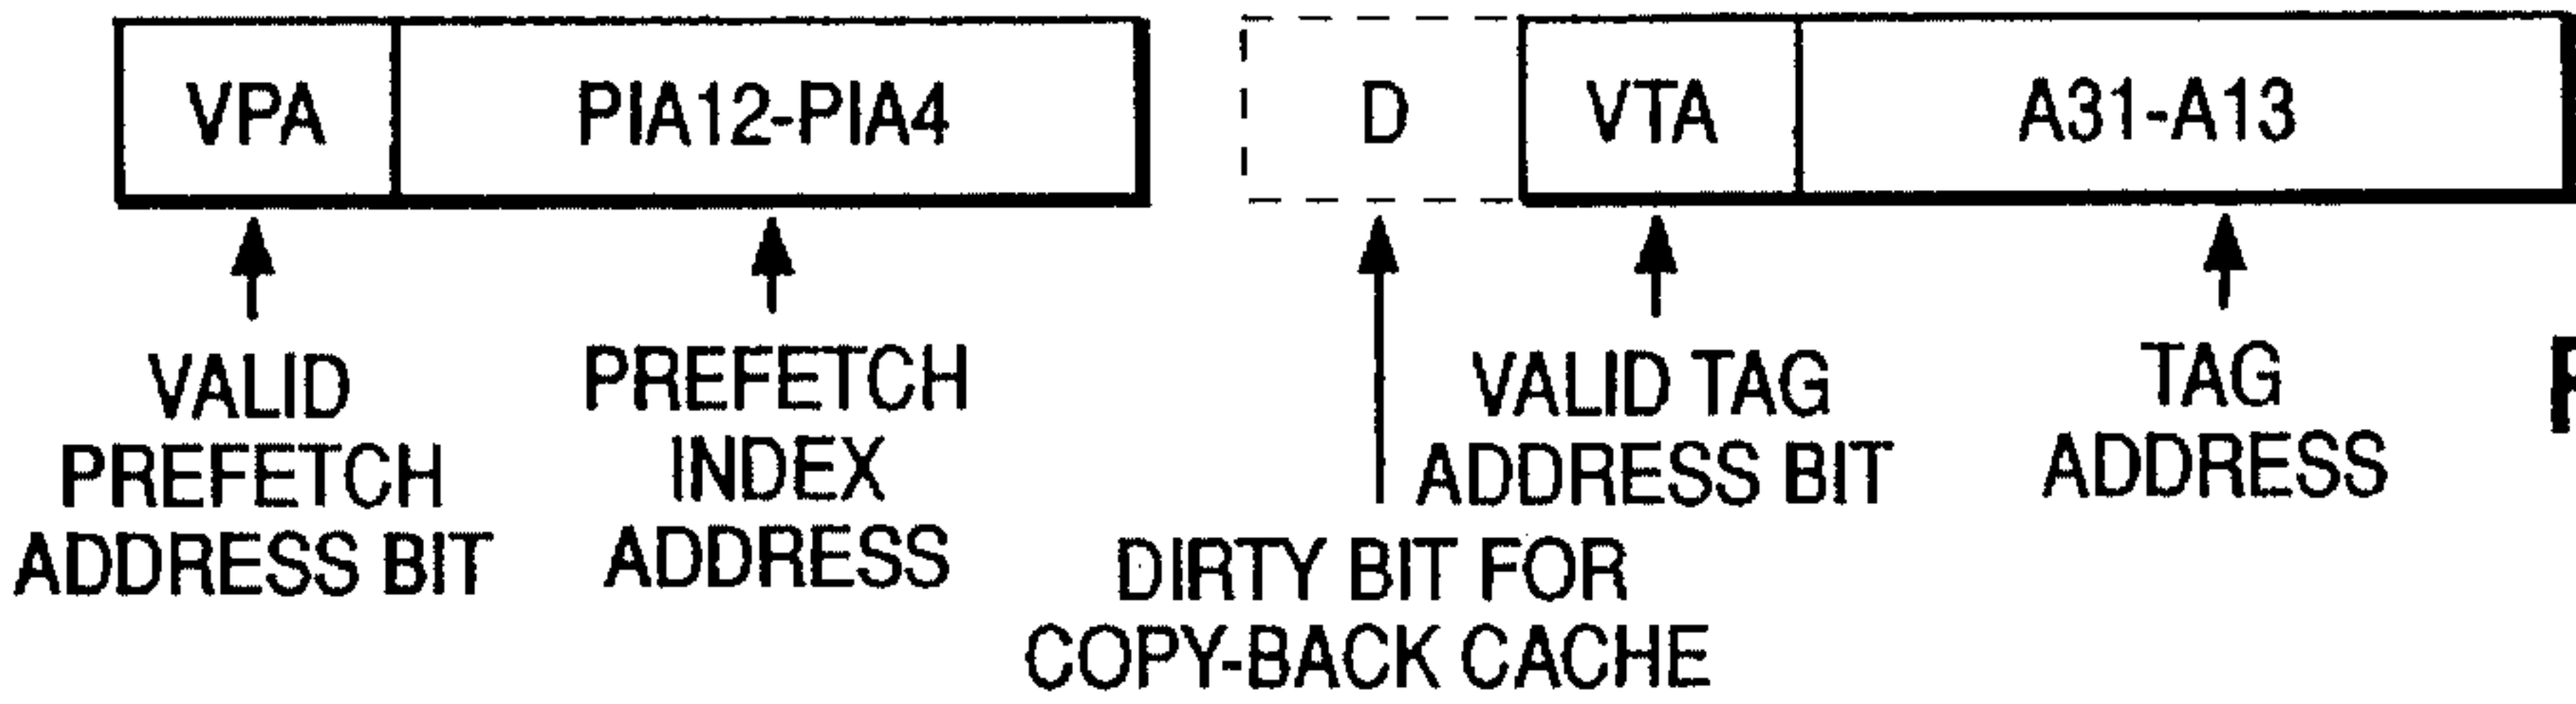 VPA PIA12-PIA4 D VTA A31-A13
VALID
PREFETCH
ADDRESS BIT
PREFETCH
INDEX
ADDRESS
DIRTY BIT FOR
COPY-BACK CACHE
VALID TAG
ADDRESS BIT
TAG
ADDRESS